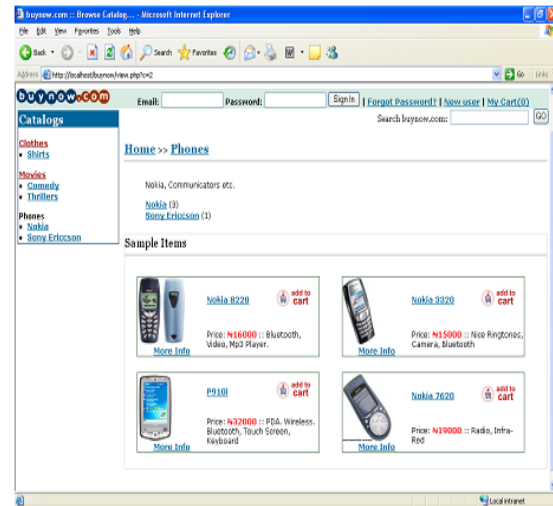 buynow.com :: Browse Catalog... - Microsoft Internet Explorer
File Edit View Favorites Tools Help
Back Search Favorites
Address http://localhost/buynow/view.php?c=2 Go Links
buynow.com
Email: Password: Sign in | Forgot Password? | New user | My Cart(0)
Search buynow.com: GO
Catalogs
Clothes
• Shirts
Movies
• Comedy
• Thrillers
Phones
• Nokia
• Sony Ericcson
Home >> Phones
Nokia, Communicators etc.
Nokia (3)
Sony Ericcson (1)
Sample Items
Nokia 8220 add to cart
Price: N16000 :: Bluetooth, Video, Mp3 Player.
More Info
Nokia 3320 add to cart
Price: N15000 :: Nice Ringtones, Camera, Bluetooth
More Info
P910i add to cart
Price: N32000 :: PDA. Wireless. Bluetooth, Touch Screen, Keyboard
More Info
Nokia 7620 add to cart
Price: N19000 :: Radio, Infra-Red
More Info
Local intranet